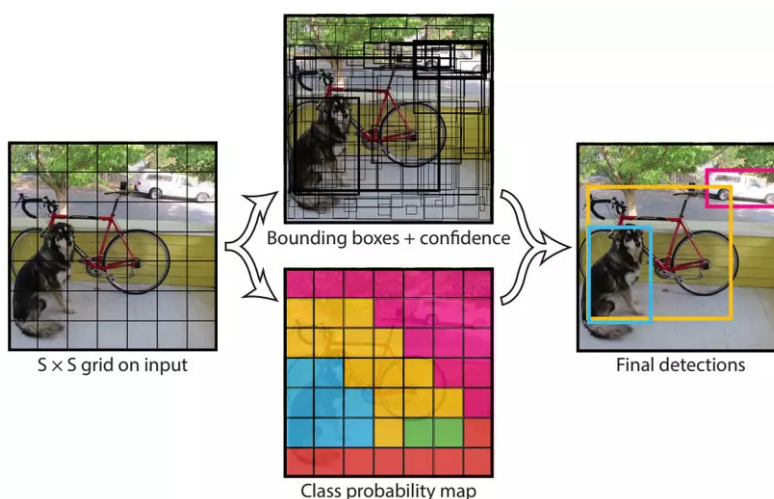 S × S grid on input
Bounding boxes + confidence
Class probability map
Final detections